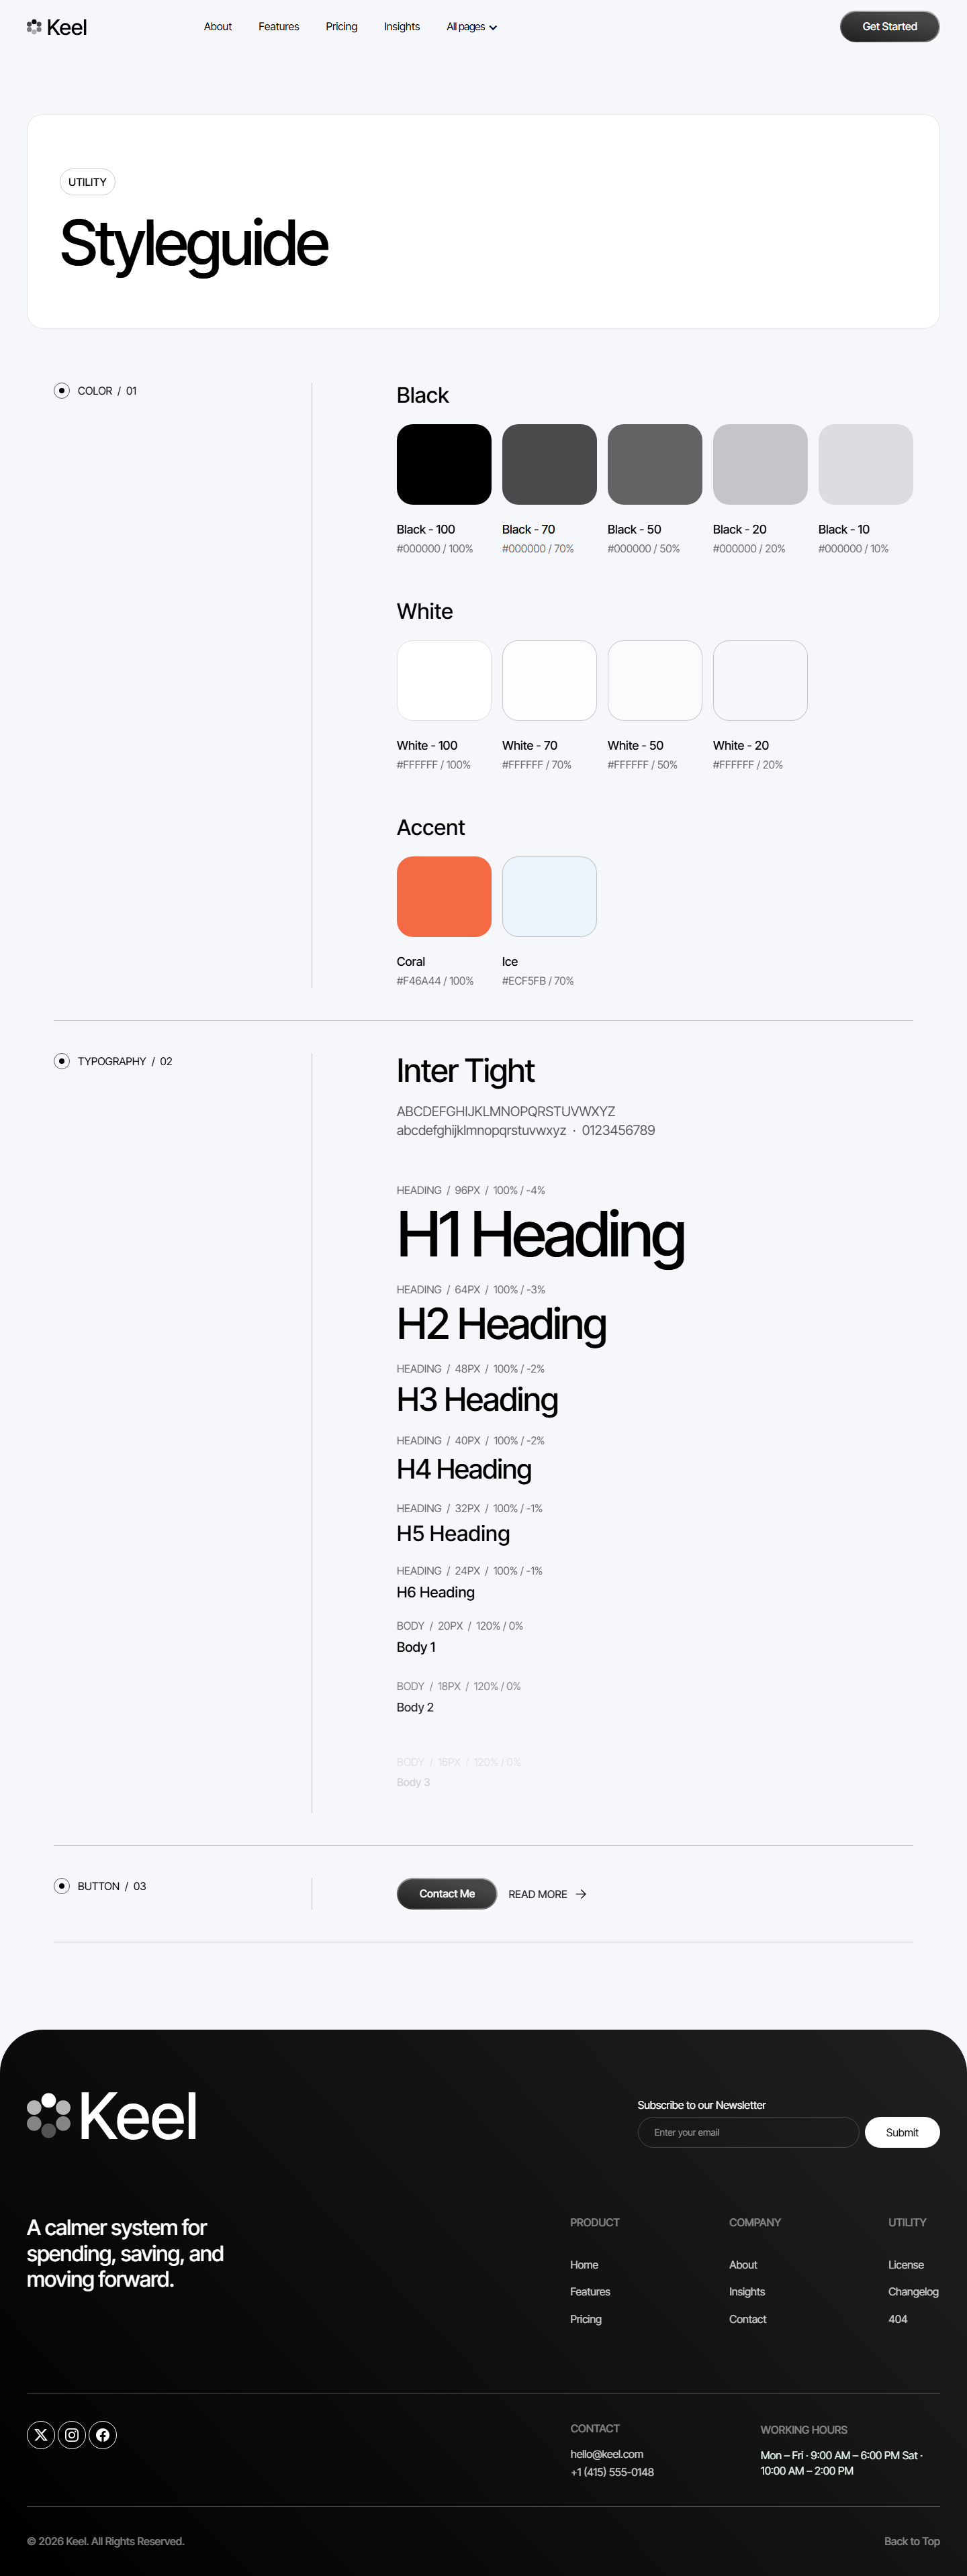 Keel
About
Features
Pricing
Insights
All pages
Get Started
UTILITY
Styleguide
COLOR / 01
Black
Black - 100
#000000 / 100%
Black - 70
#000000 / 70%
Black - 50
#000000 / 50%
Black - 20
#000000 / 20%
Black - 10
#000000 / 10%
White
White - 100
#FFFFFF / 100%
White - 70
#FFFFFF / 70%
White - 50
#FFFFFF / 50%
White - 20
#FFFFFF / 20%
Accent
Coral
#F46A44 / 100%
Ice
#ECF5FB / 70%
TYPOGRAPHY / 02
Inter Tight
ABCDEFGHIJKLMNOPQRSTUVWXYZ
abcdefghijklmnopqrstuvwxyz · 0123456789
HEADING / 96PX / 100% / -4%
H1 Heading
HEADING / 64PX / 100% / -3%
H2 Heading
HEADING / 48PX / 100% / -2%
H3 Heading
HEADING / 40PX / 100% / -2%
H4 Heading
HEADING / 32PX / 100% / -1%
H5 Heading
HEADING / 24PX / 100% / -1%
H6 Heading
BODY / 20PX / 120% / 0%
Body 1
BODY / 18PX / 120% / 0%
Body 2
BODY / 16PX / 120% / 0%
Body 3
BUTTON / 03
Contact Me
READ MORE
Keel
Subscribe to our Newsletter
Enter your email
Submit
A calmer system for
spending, saving, and
moving forward.
PRODUCT
Home
Features
Pricing
COMPANY
About
Insights
Contact
UTILITY
License
Changelog
404
CONTACT
hello@keel.com
+1 (415) 555-0148
WORKING HOURS
Mon – Fri · 9:00 AM – 6:00 PM Sat ·
10:00 AM – 2:00 PM
© 2026 Keel. All Rights Reserved.
Back to Top